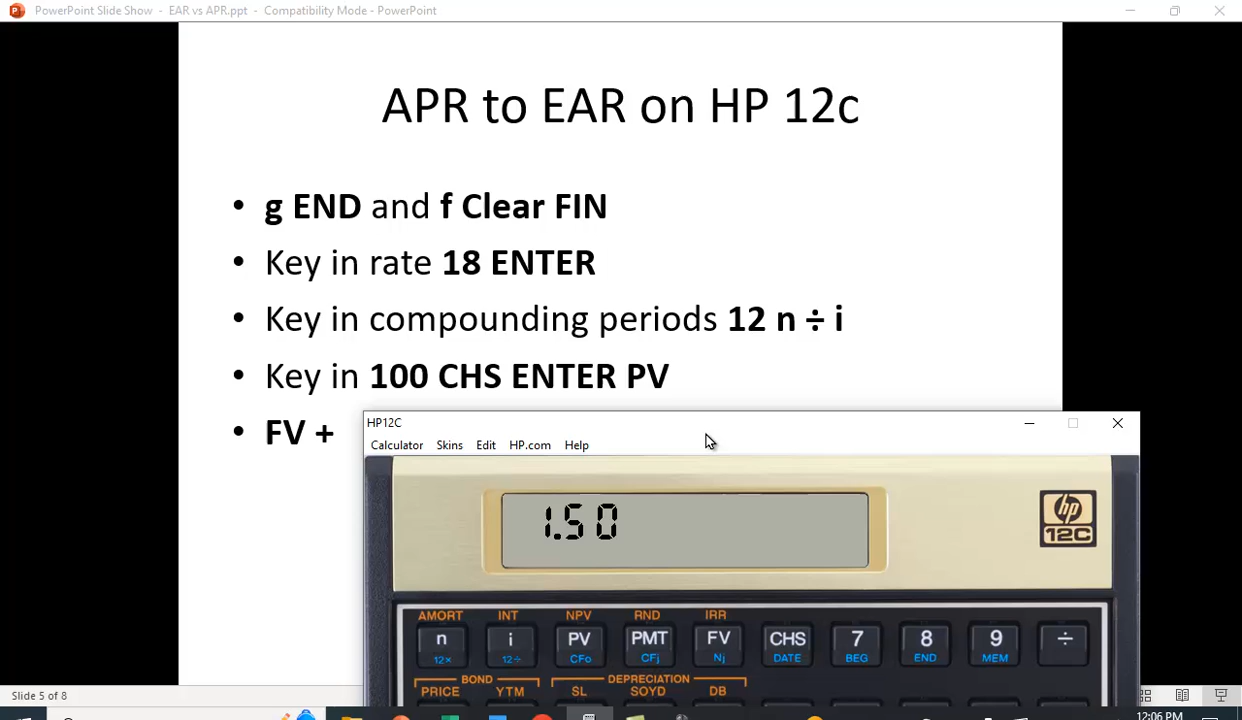 PowerPoint Slide Show - EAR vs APR.ppt - Compatibility Mode - PowerPoint
APR to EAR on HP 12c
• g END and f Clear FIN
• Key in rate 18 ENTER
• Key in compounding periods 12 n ÷ i
• Key in 100 CHS ENTER PV
• FV +
HP12C
Calculator Skins Edit HP.com Help
1.50
hp
12C
AMORT INT NPV RND IRR
n i PV PMT FV CHS 7 8 9 ÷
12× 12÷ CFo CFj Nj DATE BEG END MEM
BOND DEPRECIATION
PRICE YTM SL SOYD DB
Slide 5 of 8
12:06 PM